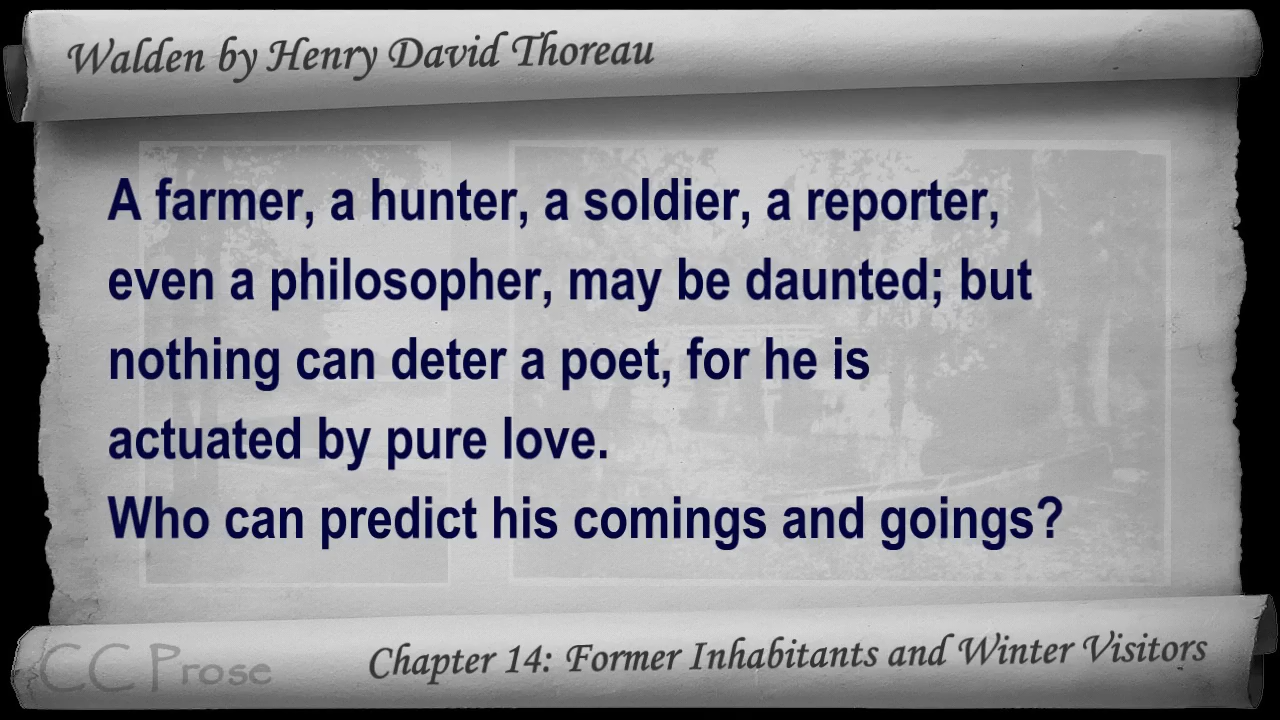 Walden by Henry David Thoreau
A farmer, a hunter, a soldier, a reporter,
even a philosopher, may be daunted; but
nothing can deter a poet, for he is
actuated by pure love.
Who can predict his comings and goings?
CC Prose
Chapter 14: Former Inhabitants and Winter Visitors